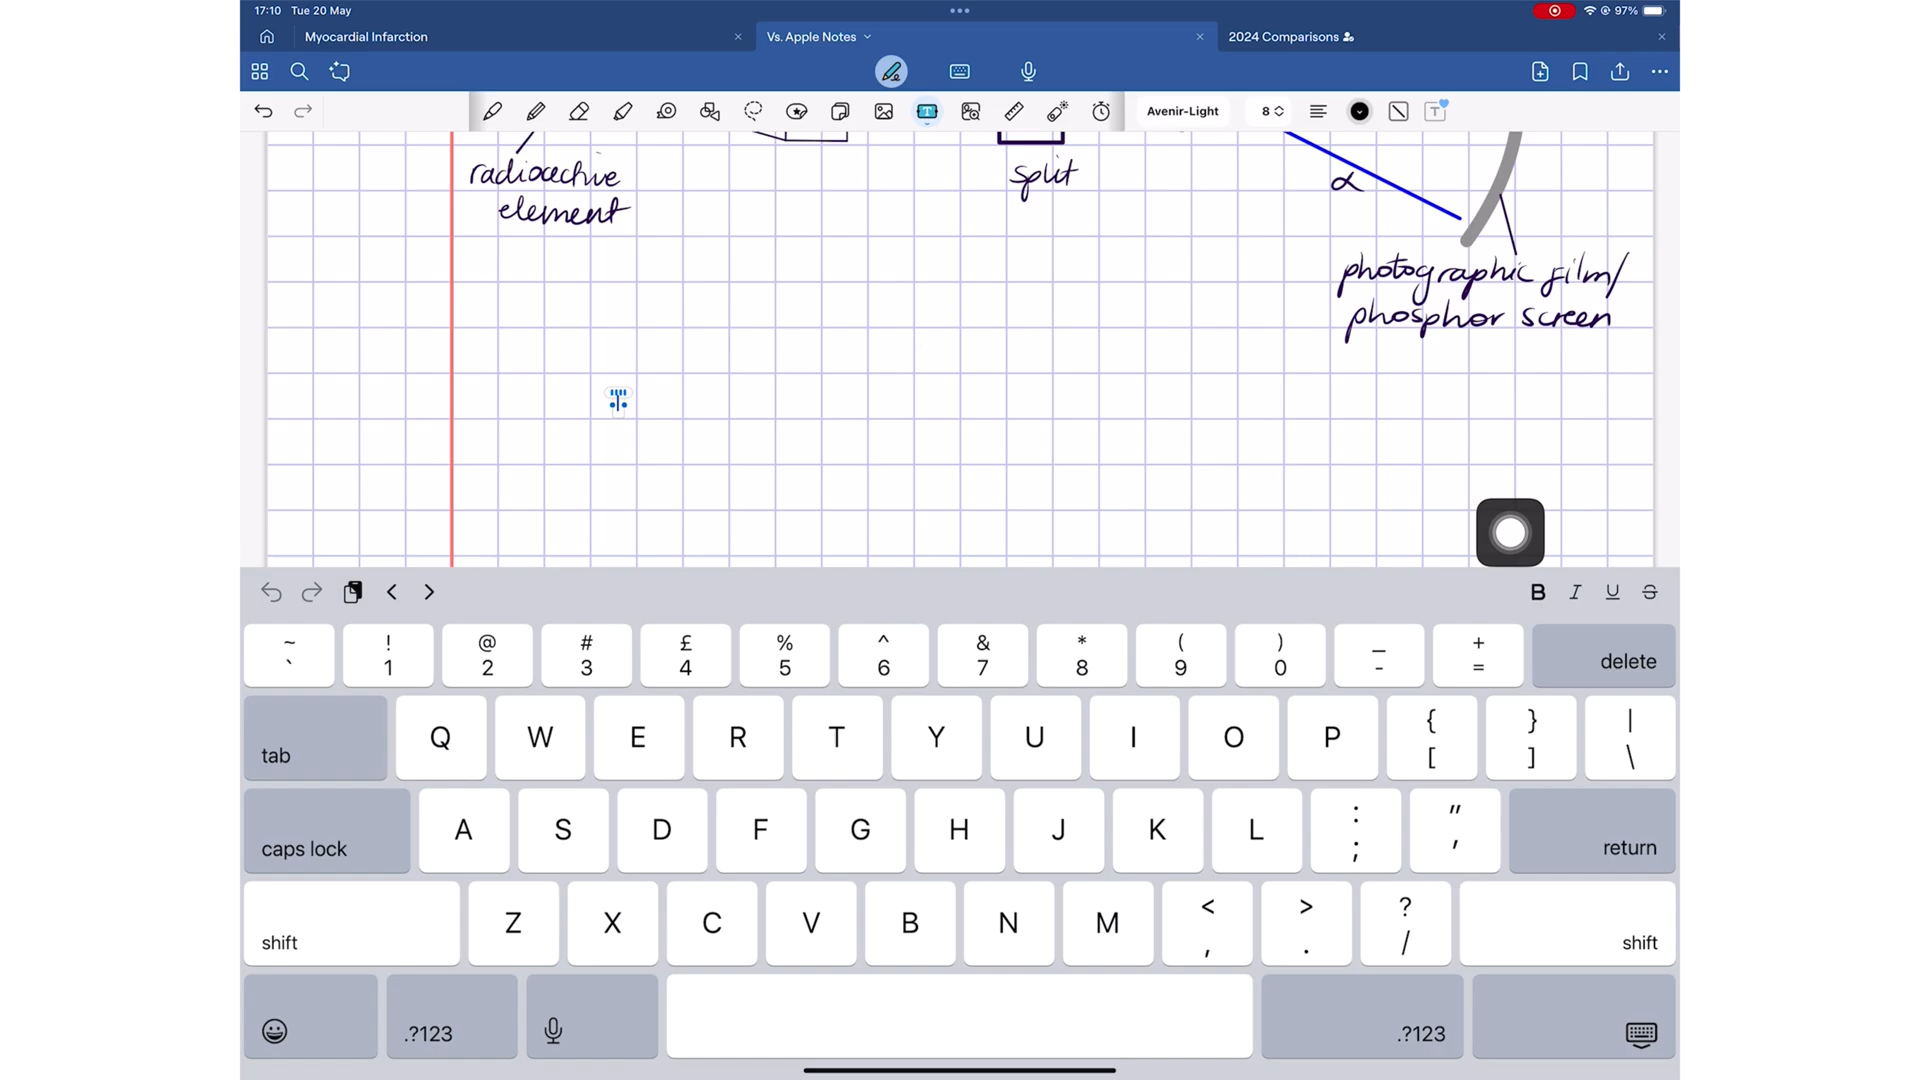 17:10 Tue 20 May
97%
Myocardial Infarction
Vs. Apple Notes
2024 Comparisons
Avenir-Light
8
T
radioactive
element
split
α
photographic film/
phosphor screen
B I U S
~ ! @ # £ % ^ & * ( ) _ +
` 1 2 3 4 5 6 7 8 9 0 - = delete
tab Q W E R T Y U I O P { [ } ] | \
caps lock A S D F G H J K L : ; " ' return
shift Z X C V B N M < , > . ? / shift
.?123 .?123